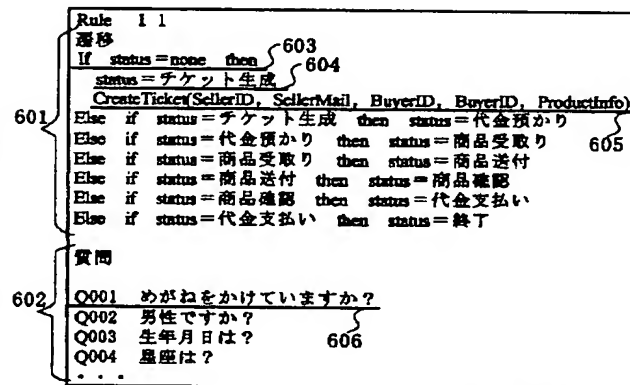 Rule 1 1
遷移
If status=none then
603
status=チケット生成
604
CreateTicket(SellerID, SellerMail, BuyerID, BuyerID, ProductInfo)
601
Else if status=チケット生成 then status=代金預かり
605
Else if status=代金預かり then status=商品受取り
Else if status=商品受取り then status=商品送付
Else if status=商品送付 then status=商品確認
Else if status=商品確認 then status=代金支払い
Else if status=代金支払い then status=終了
質問
602
Q001 めがねをかけていますか?
Q002 男性ですか?
606
Q003 生年月日は?
Q004 星座は?
・・・